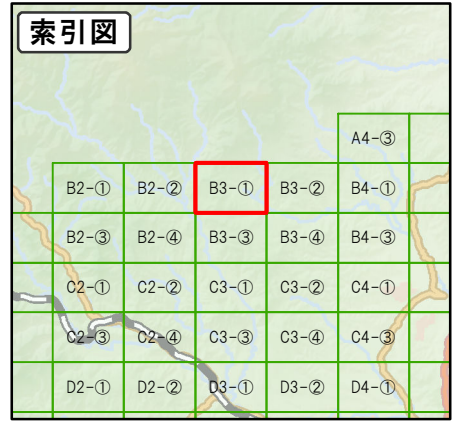 索引図
A4-③
B2-① B2-② B3-① B3-② B4-①
B2-③ B2-④ B3-③ B3-④ B4-③
C2-① C2-② C3-① C3-② C4-①
C2-③ C2-④ C3-③ C3-④ C4-③
D2-① D2-② D3-① D3-② D4-①